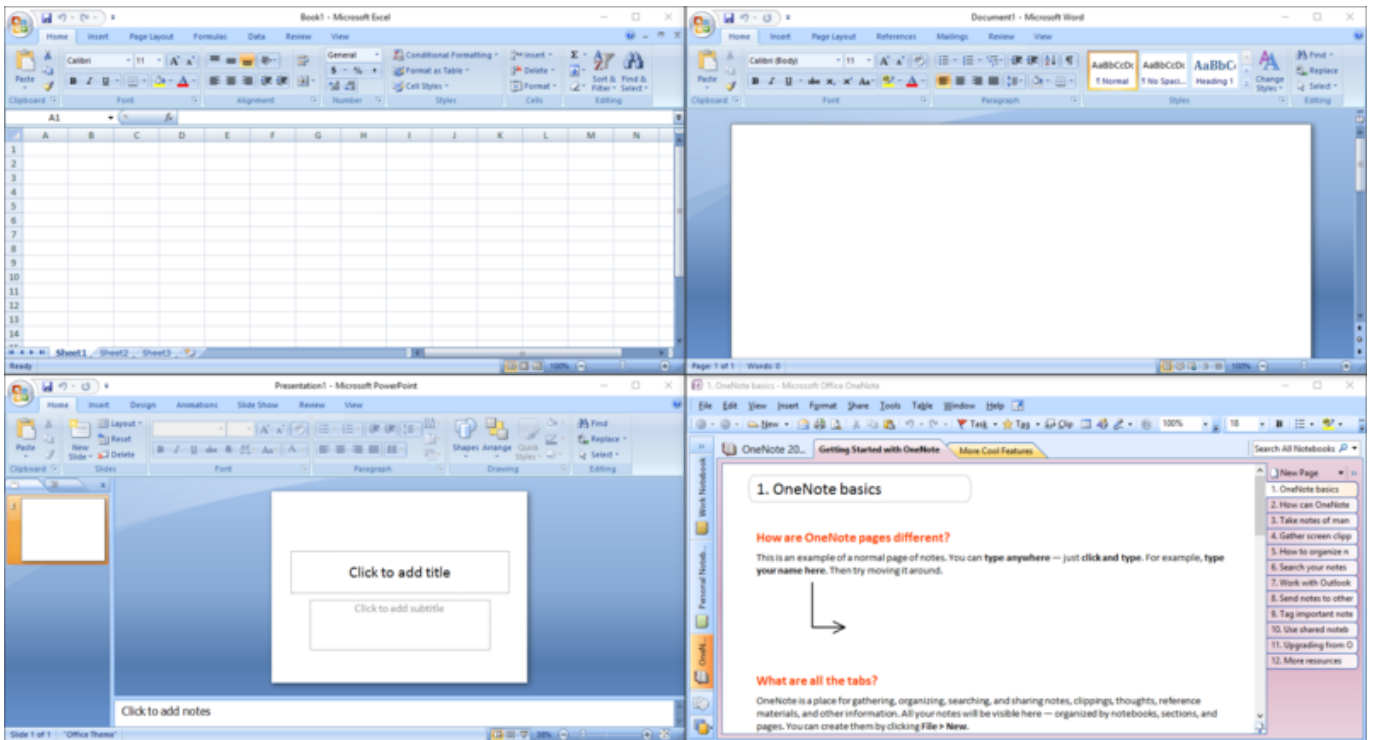 Book1 - Microsoft Excel
Home Insert Page Layout Formulas Data Review View
Paste
Calibri 11
General
Conditional Formatting
Format as Table
Cell Styles
Insert
Delete
Format
Sort & Filter
Find & Select
Clipboard Font Alignment Number Styles Cells Editing
A1 fx
A B C D E F G H I J K L M N
1
2
3
4
5
6
7
8
9
10
11
12
13
14
Sheet1 Sheet2 Sheet3
Ready 100%
Document1 - Microsoft Word
Home Insert Page Layout References Mailings Review View
Paste
Calibri (Body) 11
AaBbCcDc AaBbCcDc AaBbC
¶ Normal ¶ No Spaci... Heading 1
Change Styles
Find
Replace
Select
Clipboard Font Paragraph Styles Editing
Page: 1 of 1 Words: 0 100%
Presentation1 - Microsoft PowerPoint
Home Insert Design Animations Slide Show Review View
Paste
New Slide
Layout
Reset
Delete
Shapes Arrange Quick Styles
Find
Replace
Select
Clipboard Slides Font Paragraph Drawing Editing
1
Click to add title
Click to add subtitle
Click to add notes
Slide 1 of 1 "Office Theme" 38%
1. OneNote basics - Microsoft Office OneNote
File Edit View Insert Format Share Tools Table Window Help
New Task Tag Clip 100% 18 B
OneNote 20... Getting Started with OneNote More Cool Features Search All Notebooks
Work Notebook
Personal Noteb...
OneN...
1. OneNote basics
How are OneNote pages different?
This is an example of a normal page of notes. You can type anywhere — just click and type. For example, type
your name here. Then try moving it around.
What are all the tabs?
OneNote is a place for gathering, organizing, searching, and sharing notes, clippings, thoughts, reference
materials, and other information. All your notes will be visible here — organized by notebooks, sections, and
pages. You can create them by clicking File > New.
New Page
1. OneNote basics
2. How can OneNote
3. Take notes of man
4. Gather screen clipp
5. How to organize n
6. Search your notes
7. Work with Outlook
8. Send notes to other
9. Tag important note
10. Use shared noteb
11. Upgrading from O
12. More resources